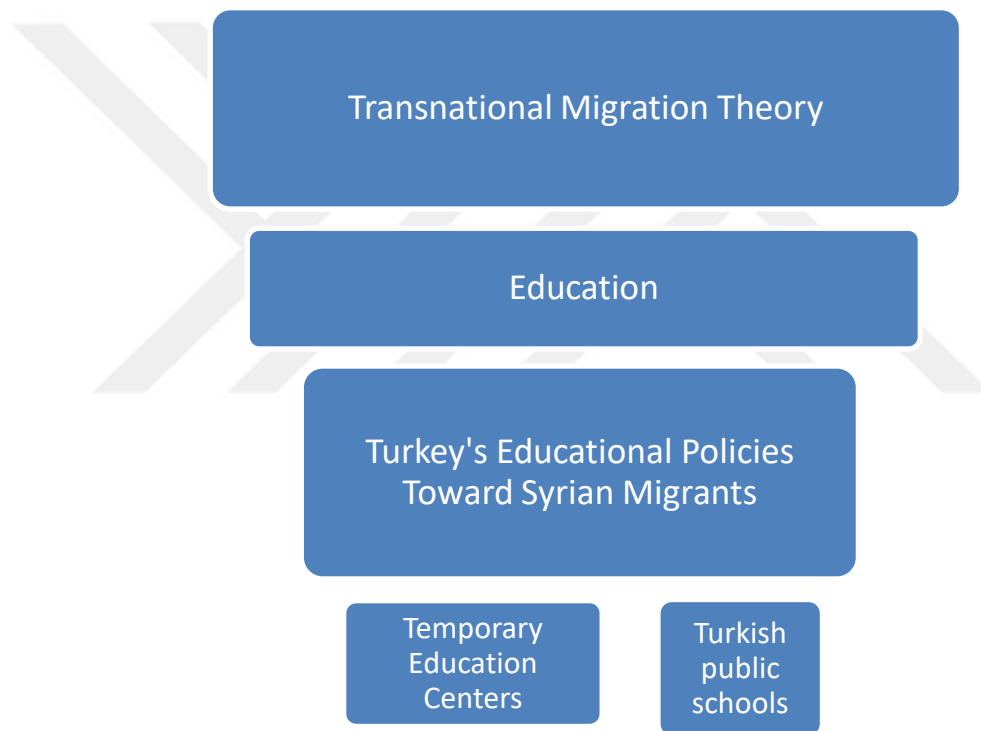 Transnational Migration Theory
Education
Turkey's Educational Policies
Toward Syrian Migrants
Temporary
Education
Centers
Turkish
public
schools